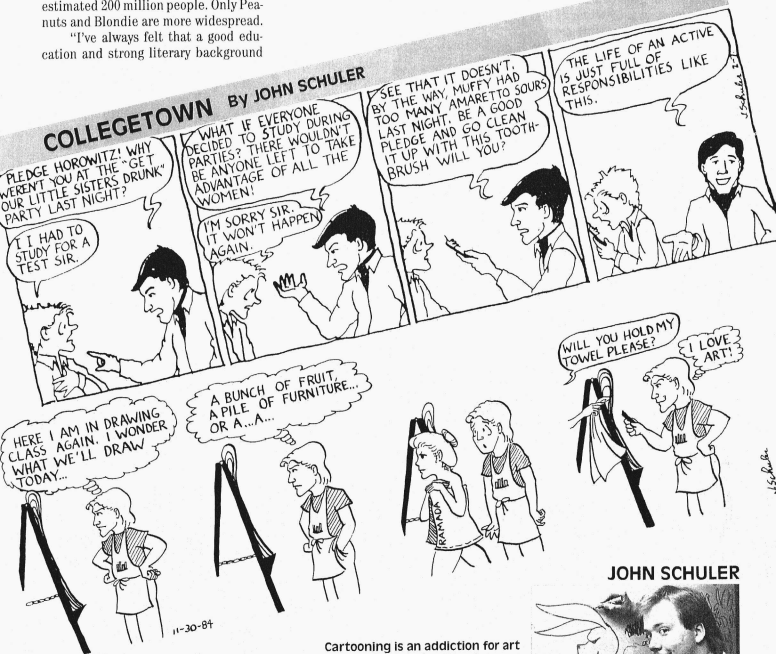 estimated 200 million people. Only Pea-
nuts and Blondie are more widespread.
"I've always felt that a good edu-
cation and strong literary background
COLLEGETOWN By JOHN SCHULER
PLEDGE HOROWITZ! WHY
WEREN'T YOU AT THE "GET
OUR LITTLE SISTERS DRUNK"
PARTY LAST NIGHT?
I I HAD TO
STUDY FOR A
TEST SIR.
WHAT IF EVERYONE
DECIDED TO STUDY DURING
PARTIES? THERE WOULDN'T
BE ANYONE LEFT TO TAKE
ADVANTAGE OF ALL THE
WOMEN!
I'M SORRY SIR.
IT WON'T HAPPEN
AGAIN.
SEE THAT IT DOESN'T.
BY THE WAY, MUFFY HAD
TOO MANY AMARETTO SOURS
LAST NIGHT. BE A GOOD
PLEDGE AND GO CLEAN
IT UP WITH THIS TOOTH-
BRUSH WILL YOU?
THE LIFE OF AN ACTIVE
IS JUST FULL OF
RESPONSIBILITIES LIKE
THIS.
J Schuler
HERE I AM IN DRAWING
CLASS AGAIN. I WONDER
WHAT WE'LL DRAW
TODAY...
11-30-84
A BUNCH OF FRUIT,
A PILE OF FURNITURE...
OR A...A...
RAMADA
WILL YOU HOLD MY
TOWEL PLEASE?
I LOVE
ART!
J Schuler
JOHN SCHULER
Cartooning is an addiction for art